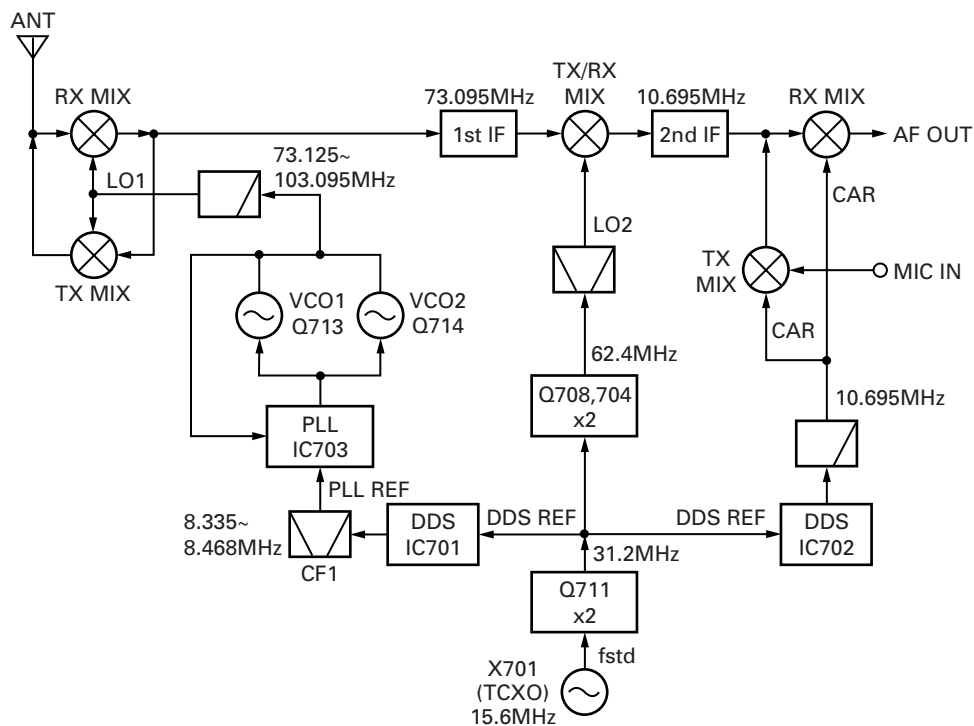 ANT
RX MIX
TX/RX
MIX
73.095MHz
10.695MHz
RX MIX
1st IF
2nd IF
AF OUT
73.125~
103.095MHz
LO1
CAR
LO2
TX MIX
TX
MIX
MIC IN
VCO1
Q713
VCO2
Q714
CAR
62.4MHz
10.695MHz
Q708,704
x2
PLL
IC703
PLL REF
8.335~
8.468MHz
CF1
DDS
IC701
DDS REF
DDS REF
DDS
IC702
31.2MHz
Q711
x2
fstd
X701
(TCXO)
15.6MHz